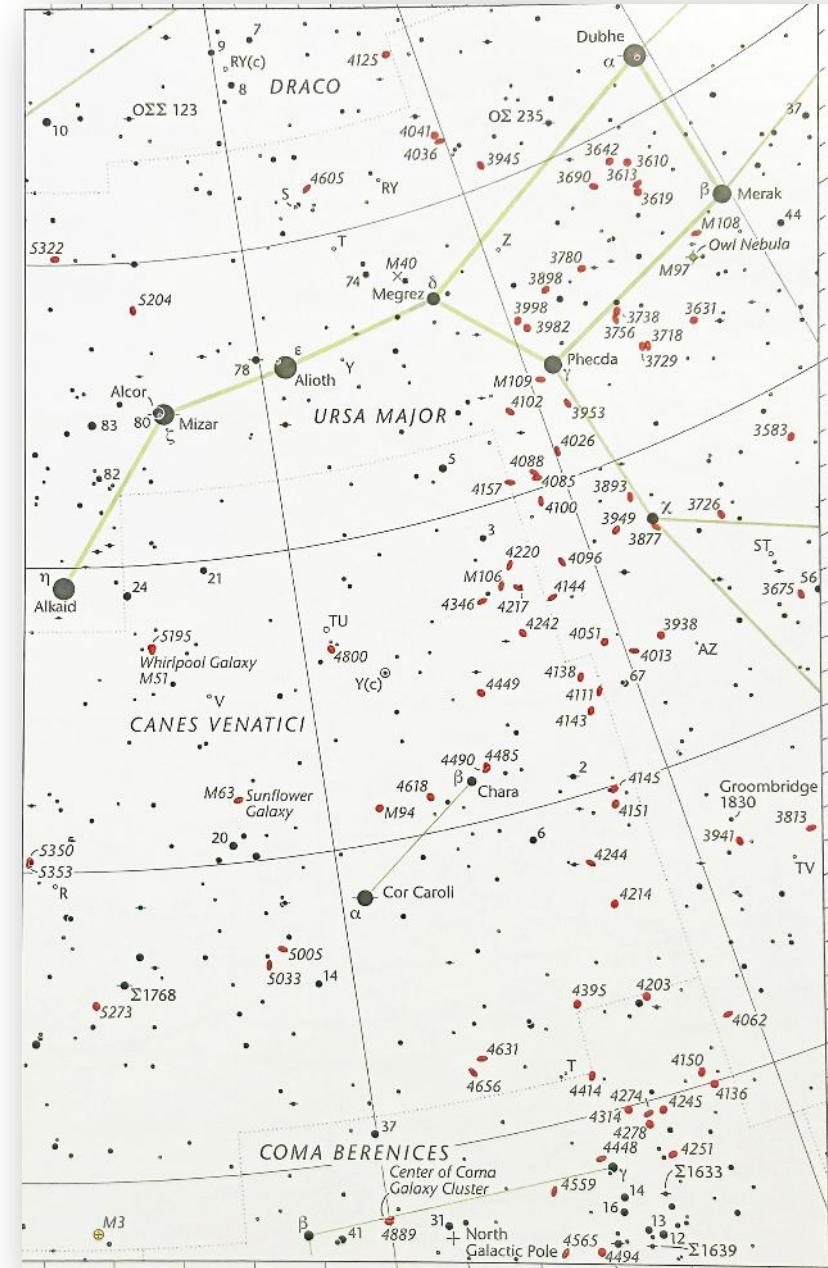 Dubhe
α
7
9
RY(c)
8
4125
DRACO
ΟΣΣ 123
10
ΟΣ 235
37
4041
4036
3945
3642
3610
3613
3690
3619
β
Merak
4605
S
RY
44
M108
Owl Nebula
M97
T
Z
5322
M40
74
3780
δ
Megrez
3898
5204
3998
3982
3738
3756
3631
3718
3729
ε
78
Alioth
Y
Phecda
γ
M109
Alcor
80
Mizar
ζ
83
URSA MAJOR
4102
3953
3583
4026
5
4088
4085
82
4157
4100
3893
χ
3726
3949
3877
3
ST
η
Alkaid
24
21
4220
4096
M106
4217
4144
4346
56
3675
5195
Whirlpool Galaxy
M51
TU
4800
4242
4051
3938
4013
AZ
Y(c)
4138
67
4449
4111
4143
V
CANES VENATICI
4490
4485
β
Chara
2
4145
Groombridge
1830
4151
M63
Sunflower
Galaxy
4618
M94
3813
3941
20
6
TV
5350
5353
R
4244
Cor Caroli
α
4214
5005
5033
14
Σ1768
5273
4395
4203
4062
4631
4656
T
4414
4150
4136
4274
4245
4314
4278
37
COMA BERENICES
4448
4251
Center of Coma
Galaxy Cluster
γ
Σ1633
4559
14
16
M3
β
41
4889
31
North
Galactic Pole
13
12
4565
4494
Σ1639